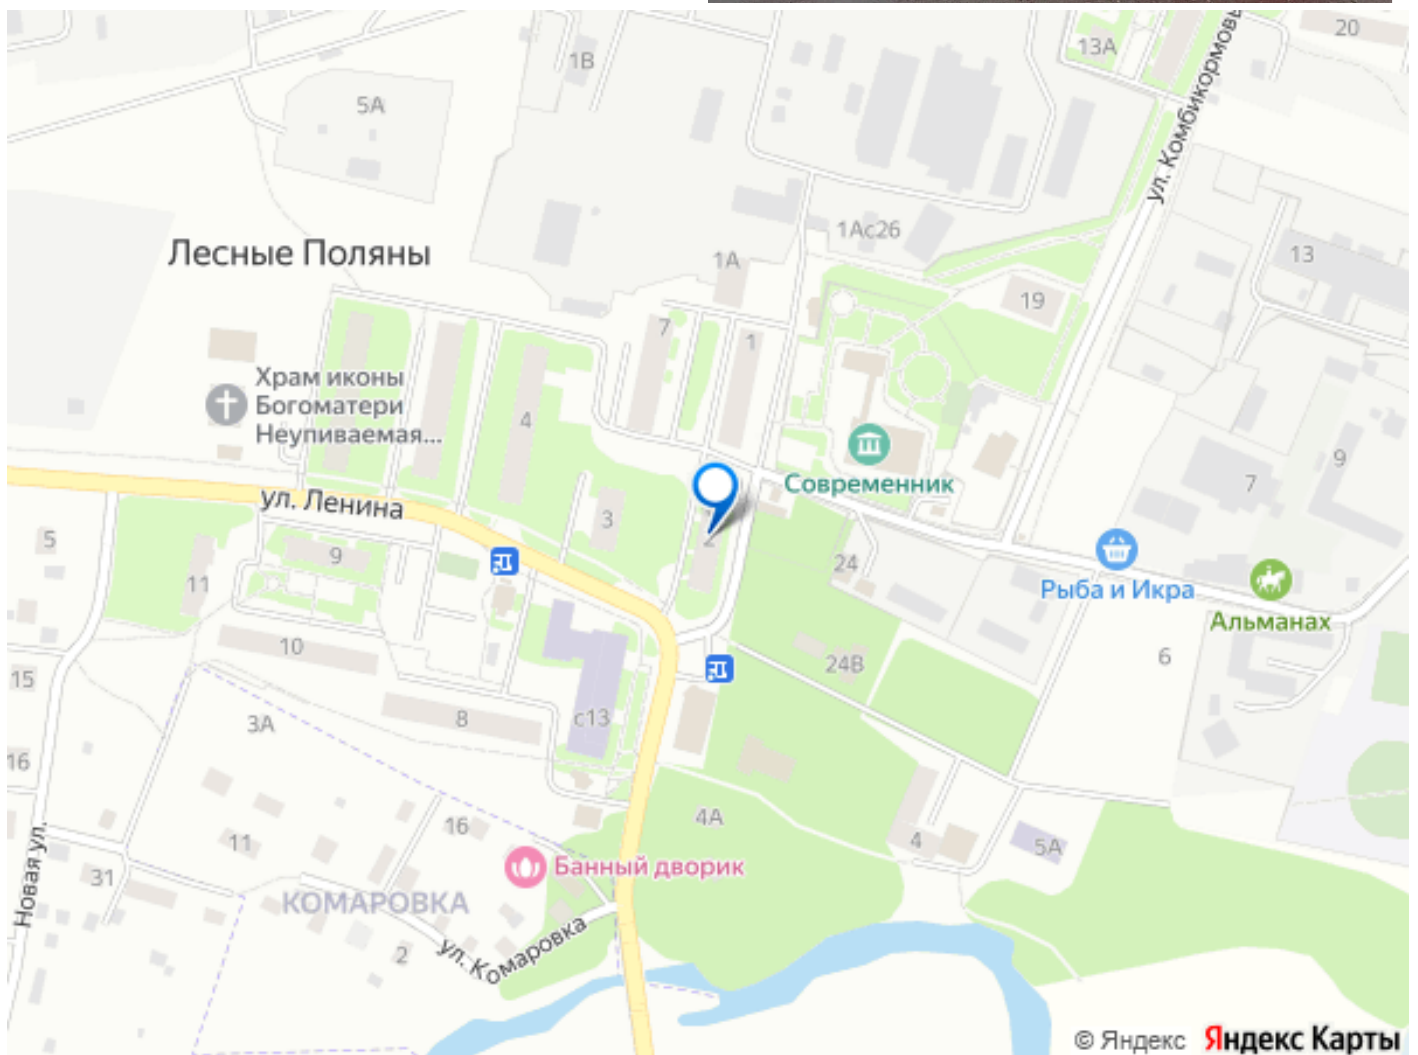 20
13А
1В
5А
ул. Комбикормовы
1Ас26
13
Лесные Поляны
1А
19
7
1
Храм иконы
Богоматери
Неупиваемая...
4
9
7
Современник
ул. Ленина
3
2
5
9
11
24
Рыба и Икра
Альманах
10
24В
6
15
3А
8
с13
16
4А
16
11
4
5А
Банный дворик
31
КОМАРОВКА
Новая ул.
2
ул. Комаровка
© Яндекс Яндекс Карты